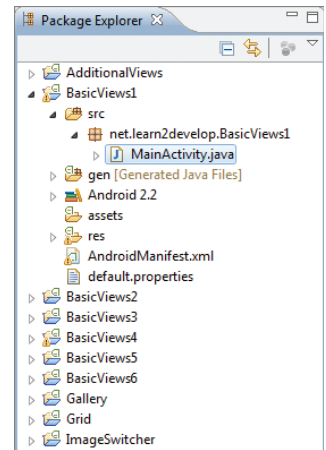 Package Explorer
AdditionalViews
BasicViews1
src
net.learn2develop.BasicViews1
MainActivity.java
gen [Generated Java Files]
Android 2.2
assets
res
AndroidManifest.xml
default.properties
BasicViews2
BasicViews3
BasicViews4
BasicViews5
BasicViews6
Gallery
Grid
ImageSwitcher